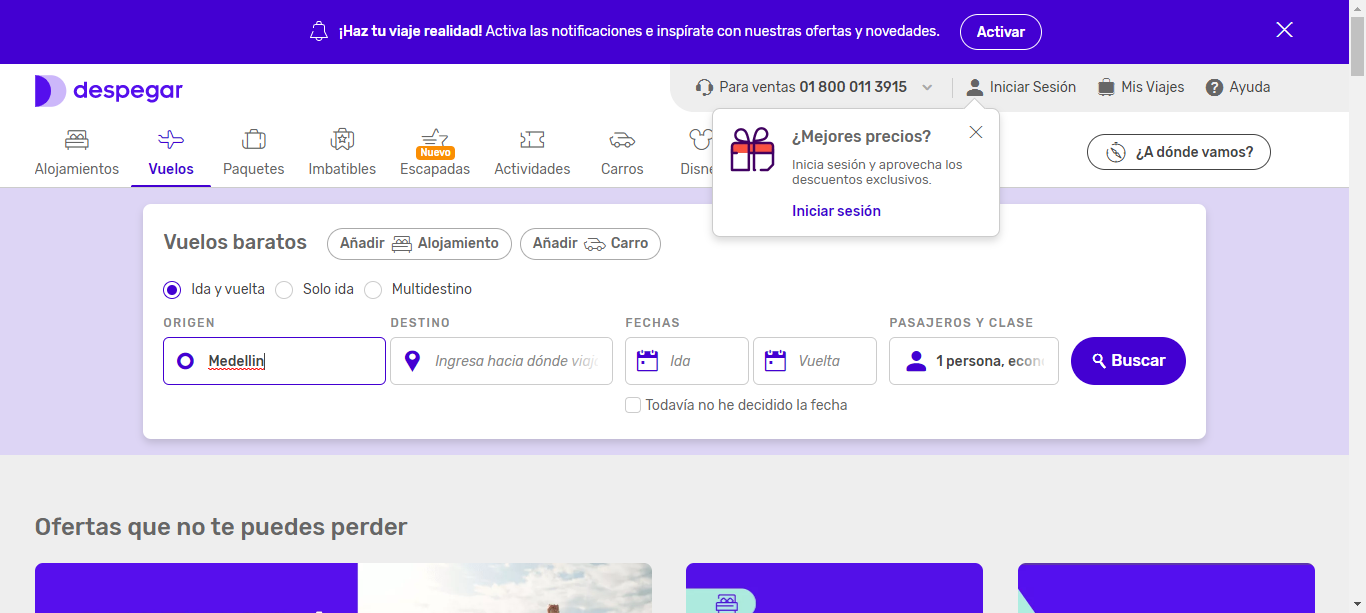 ¡Haz tu viaje realidad! Activa las notificaciones e inspírate con nuestras ofertas y novedades.
Activar
despegar
Para ventas 01 800 011 3915
Iniciar Sesión
Mis Viajes
Ayuda
Alojamientos
Vuelos
Paquetes
Imbatibles
Nuevo
Escapadas
Actividades
Carros
¿A dónde vamos?
¿Mejores precios?
Inicia sesión y aprovecha los
descuentos exclusivos.
Iniciar sesión
Vuelos baratos
Añadir Alojamiento
Añadir Carro
Ida y vuelta
Solo ida
Multidestino
ORIGEN
DESTINO
FECHAS
PASAJEROS Y CLASE
Medellin
Ingresa hacia dónde viaj
Ida
Vuelta
1 persona, econ
Buscar
Todavía no he decidido la fecha
Ofertas que no te puedes perder